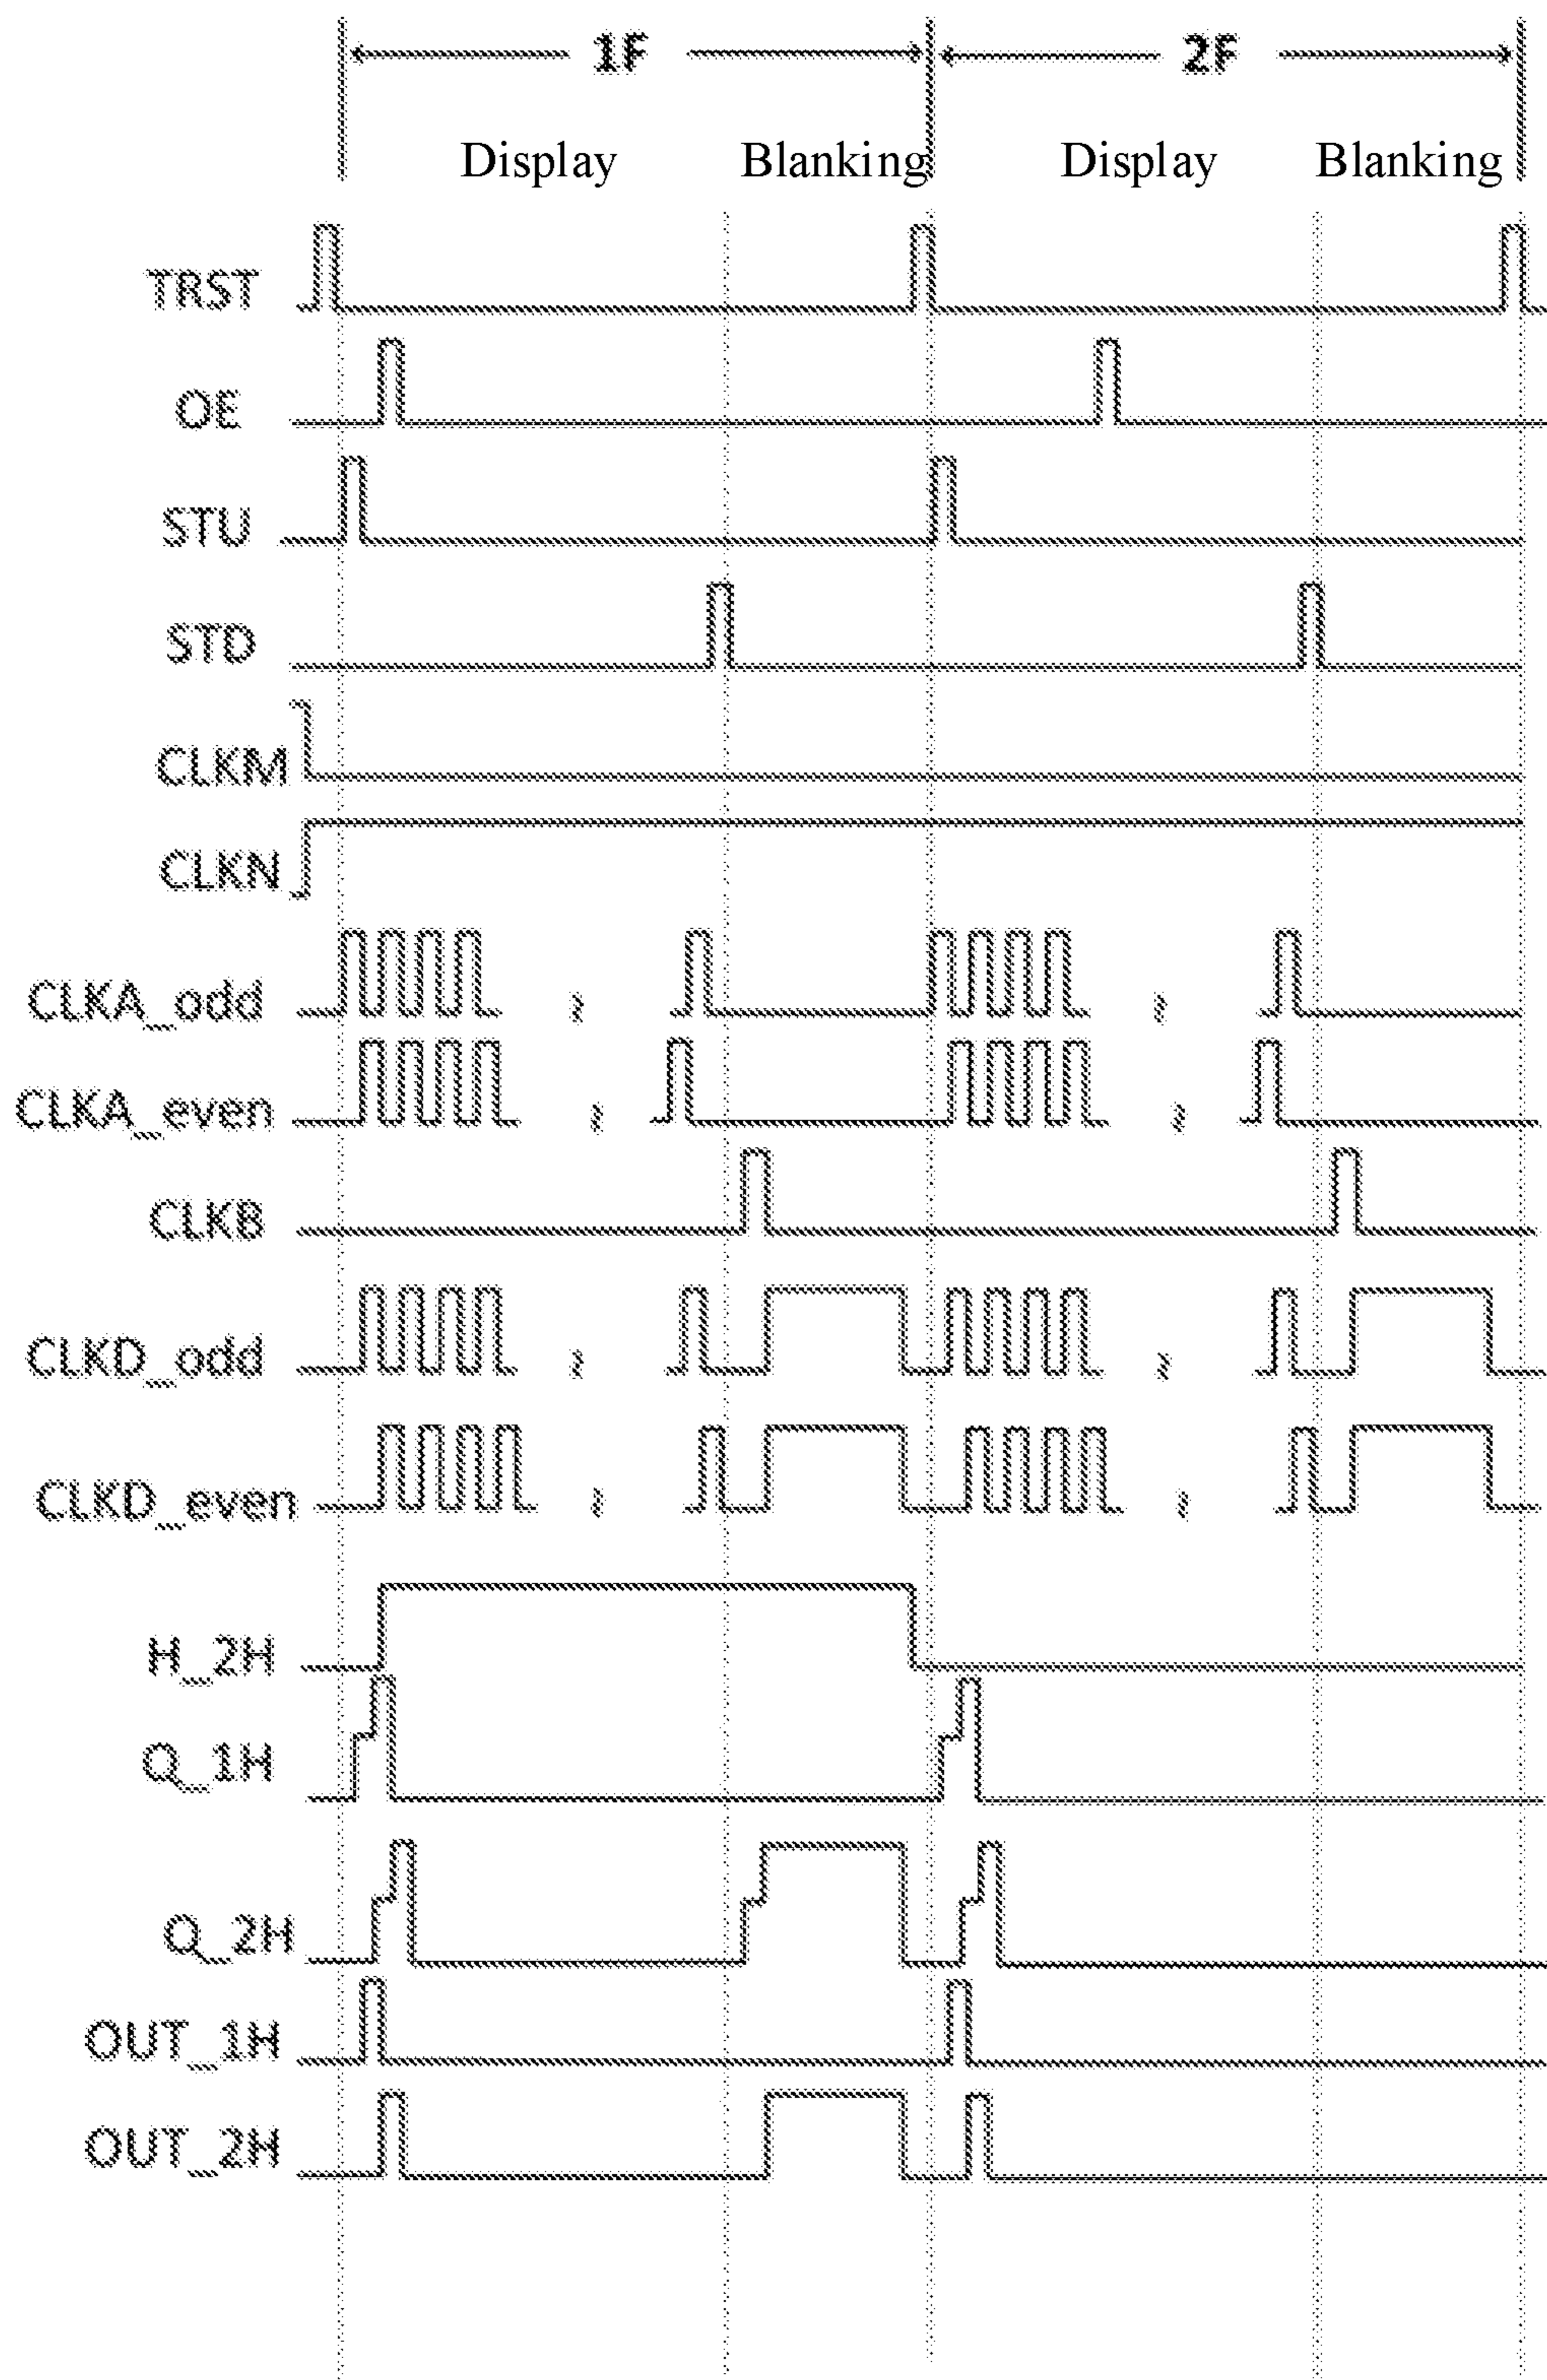 1F 2F
Display Blanking Display Blanking
TRST
OE
STU
STD
CLKM
CLKN
CLKA_odd
CLKA_even
CLKB
CLKD_odd
CLKD_even
H_2H
Q_1H
Q_2H
OUT_1H
OUT_2H